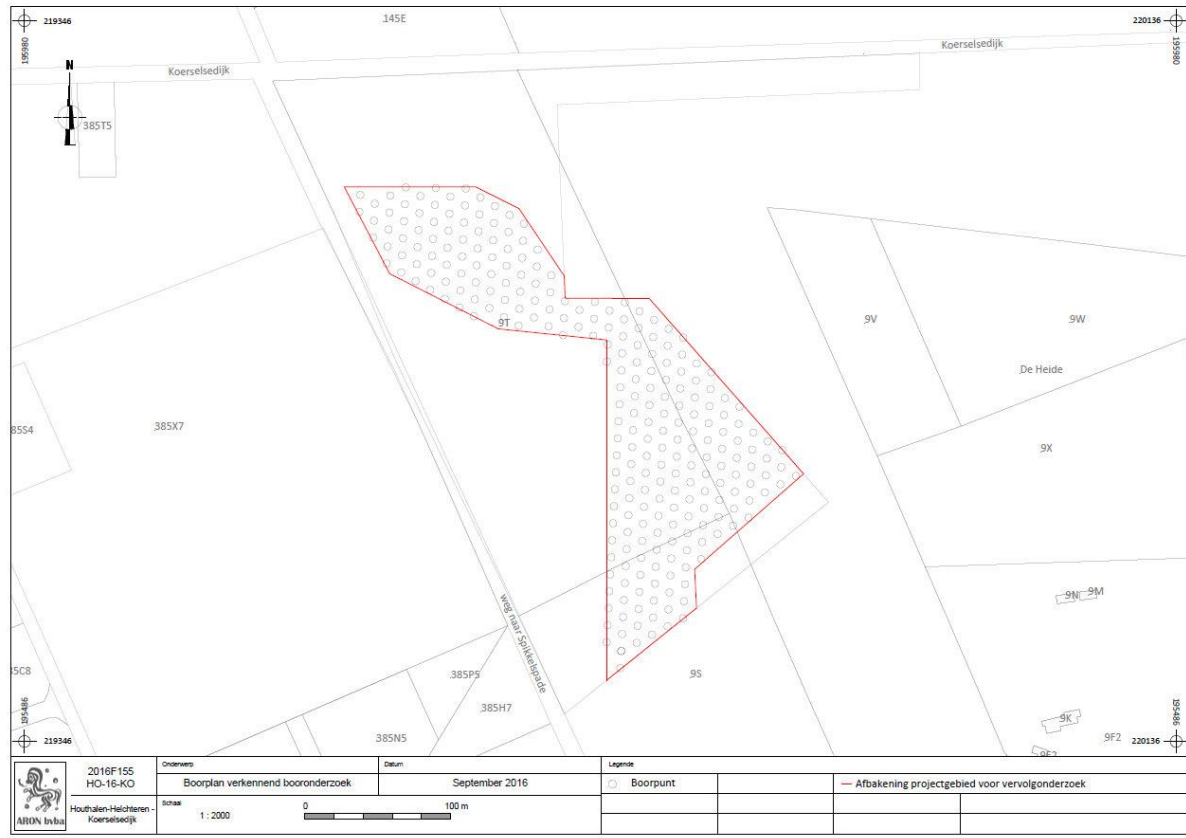 219346
145E
220136
195980
195980
Koerselsedijk
Koerselsedijk
N
385T5
9T
9V
9W
De Heide
385X7
9X
85S4
weg naar Spikkelspade
9N
9M
35C8
385P5
9S
385H7
195486
195486
9K
385N5
9F2
219346
220136
9F2
2016F155
HO-16-KO
Onderwerp
Datum
Legende
Boorplan verkennend booronderzoek
September 2016
Boorpunt
Afbakening projectgebied voor vervolgonderzoek
Houthalen-Helchteren -
Koerselsedijk
Schaal
1 : 2000
0
100 m
ARON bvba